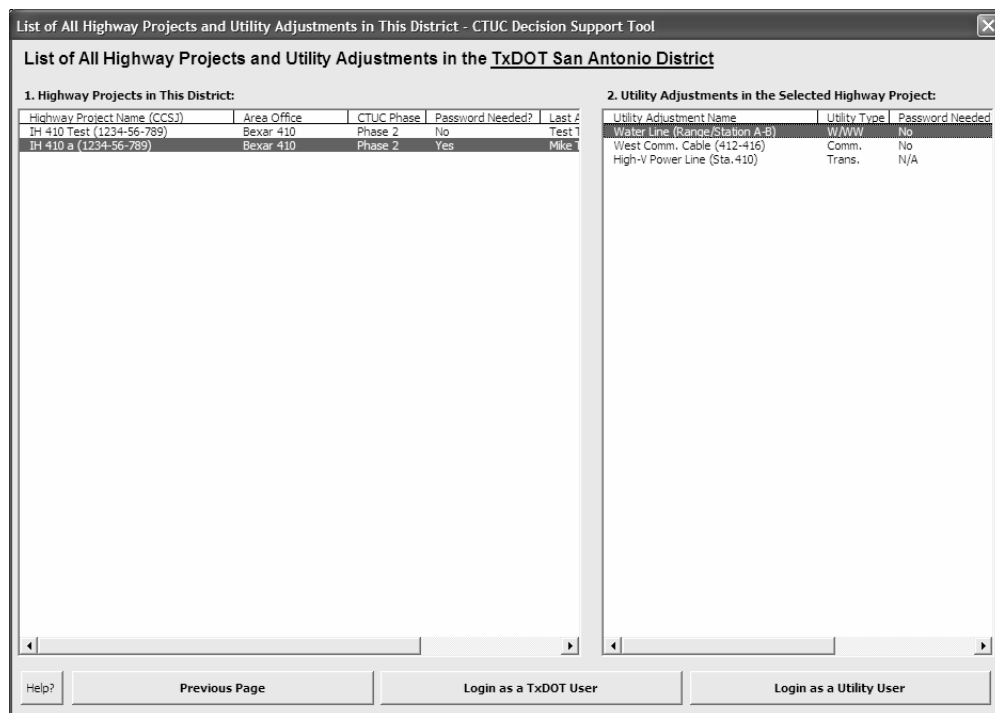 List of All Highway Projects and Utility Adjustments in This District - CTUC Decision Support Tool
List of All Highway Projects and Utility Adjustments in the TxDOT San Antonio District
1. Highway Projects in This District:
Highway Project Name (CCSJ) Area Office CTUC Phase Password Needed? Last A
IH 410 Test (1234-56-789) Bexar 410 Phase 2 No Test T
IH 410 a (1234-56-789) Bexar 410 Phase 2 Yes Mike T
2. Utility Adjustments in the Selected Highway Project:
Utility Adjustment Name Utility Type Password Needed
Water Line (Range/Station A-B) W/WW No
West Comm. Cable (412-416) Comm. No
High-V Power Line (Sta.410) Trans. N/A
Help? Previous Page Login as a TxDOT User Login as a Utility User